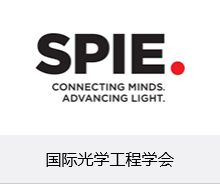 SPIE.
CONNECTING MINDS.
ADVANCING LIGHT.
国际光学工程学会